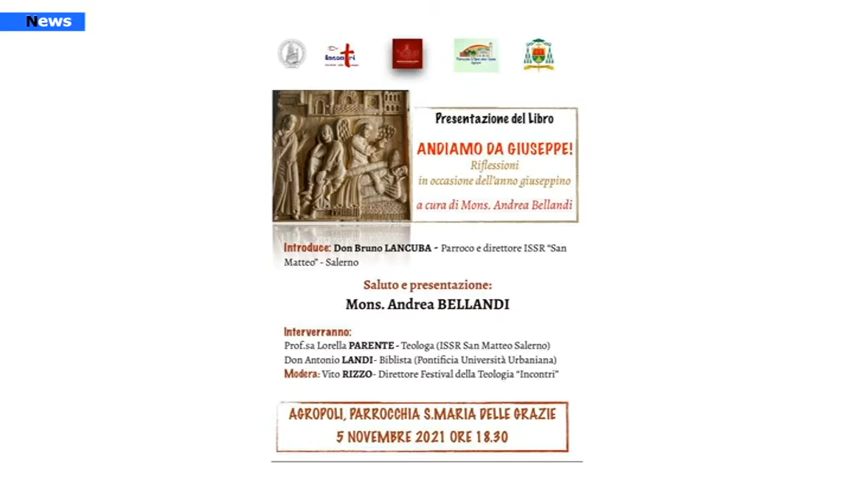 News
Incontri
Presentazione del Libro
ANDIAMO DA GIUSEPPE!
Riflessioni
in occasione dell'anno giuseppino
a cura di Mons. Andrea Bellandi
Introduce: Don Bruno LANCUBA - Parroco e direttore ISSR "San
Matteo" - Salerno
Saluto e presentazione:
Mons. Andrea BELLANDI
Interverranno:
Prof.sa Lorella PARENTE - Teologa (ISSR San Matteo Salerno)
Don Antonio LANDI- Biblista (Pontificia Università Urbaniana)
Modera: Vito RIZZO- Direttore Festival della Teologia "Incontri"
AGROPOLI, PARROCCHIA S.MARIA DELLE GRAZIE
5 NOVEMBRE 2021 ORE 18.30